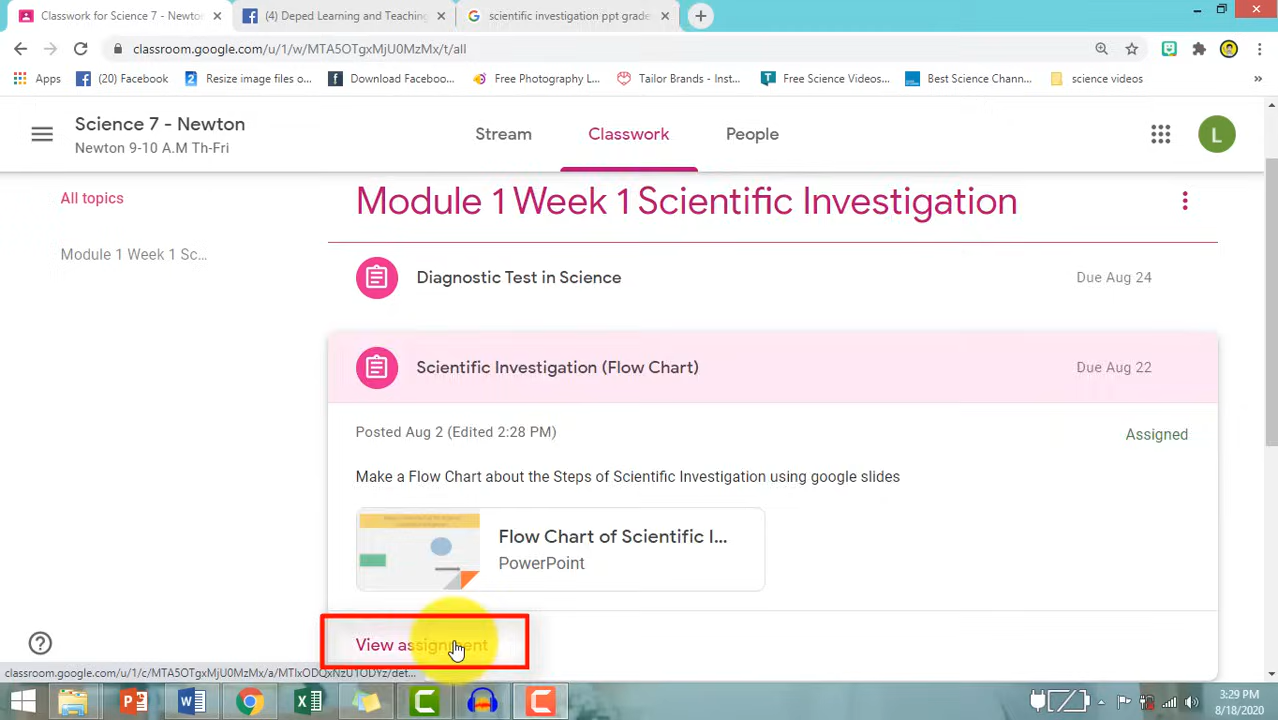 Classwork for Science 7 - Newto
(4) Deped Learning and Teaching
scientific investigation ppt grade
classroom.google.com/u/1/w/MTA5OTgxMjU0MzMx/t/all
Apps
(20) Facebook
Resize image files o...
Download Faceboo...
Free Photography L...
Tailor Brands - Inst...
Free Science Videos...
Best Science Chann...
science videos
»
Science 7 - Newton
Newton 9-10 A.M Th-Fri
Stream
Classwork
People
L
All topics
Module 1 Week 1 Sc...
Module 1 Week 1 Scientific Investigation
Diagnostic Test in Science
Due Aug 24
Scientific Investigation (Flow Chart)
Due Aug 22
Posted Aug 2 (Edited 2:28 PM)
Assigned
Make a Flow Chart about the Steps of Scientific Investigation using google slides
Flow Chart of Scientific I...
PowerPoint
View assignment
3:29 PM
8/18/2020